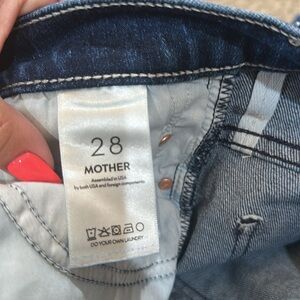 28
MOTHER
Assembled in USA
by both USA and foreign components
DO YOUR OWN LAUNDRY